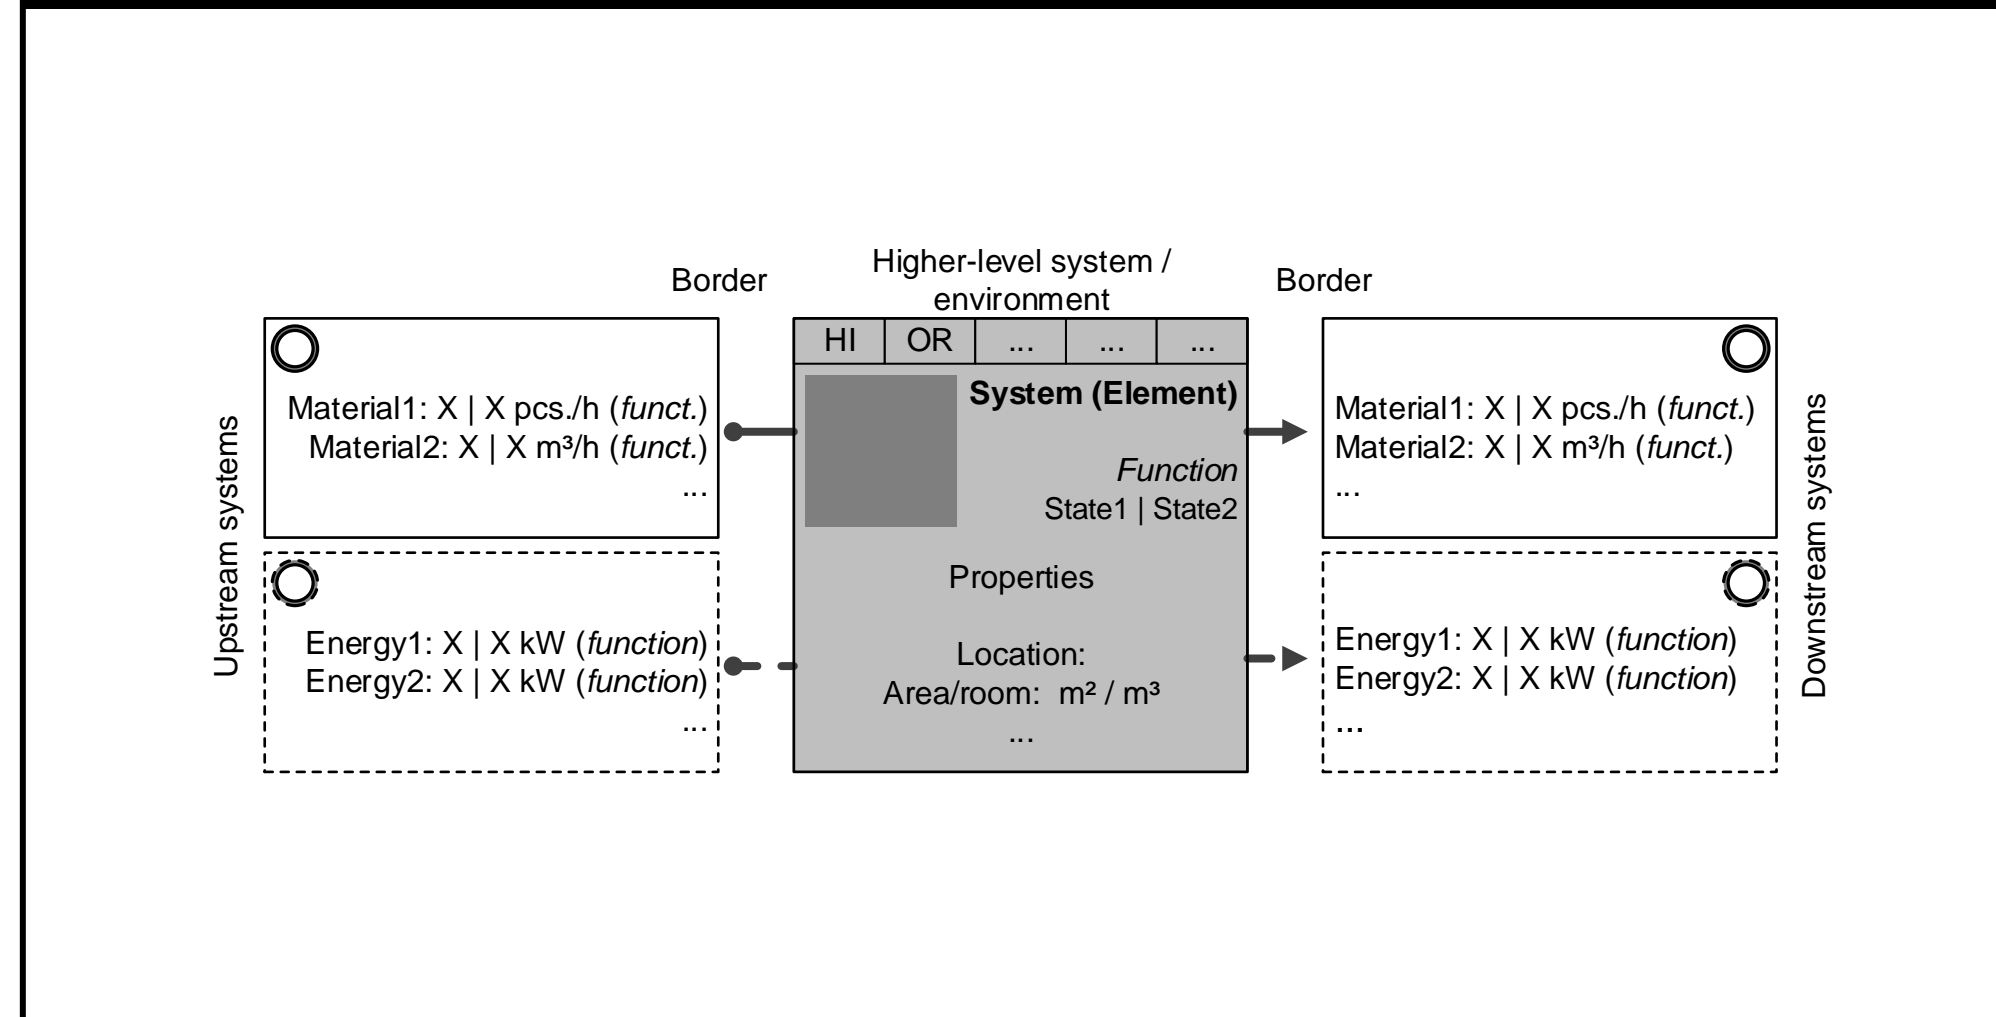 Higher-level system /
environment
Border
Border
Upstream systems
Material1: X | X pcs./h (funct.)
Material2: X | X m³/h (funct.)
...
Energy1: X | X kW (function)
Energy2: X | X kW (function)
...
HI OR ... ... ...
System (Element)
Function
State1 | State2
Properties
Location:
Area/room: m² / m³
...
Material1: X | X pcs./h (funct.)
Material2: X | X m³/h (funct.)
...
Energy1: X | X kW (function)
Energy2: X | X kW (function)
...
Downstream systems